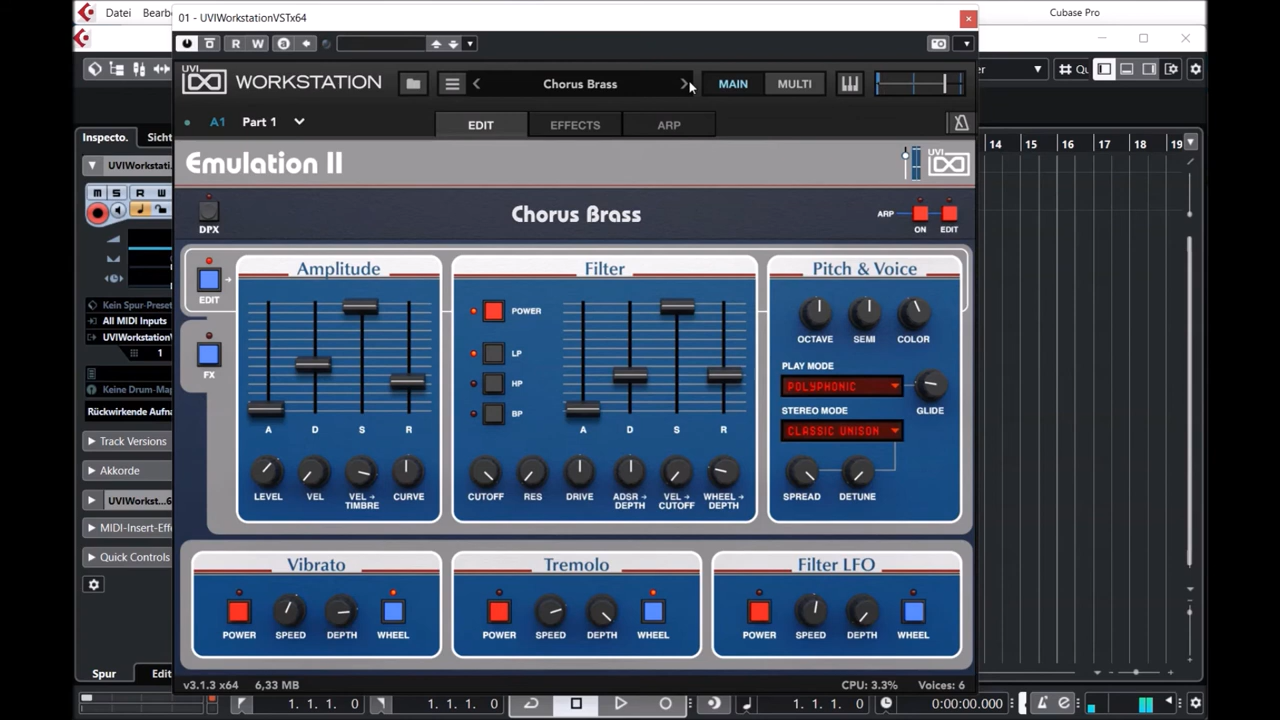 Datei Bearb
01 - UVIWorkstationVSTx64
Cubase Pro
R W
UVI WORKSTATION
Chorus Brass
MAIN MULTI
A1 Part 1
EDIT EFFECTS ARP
Inspecto. Sicht
14 15 16 17 18 19
UVIWorkstati.
m S R W
Emulation II
UVI
DPX
Chorus Brass
ARP
ON EDIT
EDIT
FX
Amplitude
A D S R
LEVEL VEL VEL→TIMBRE CURVE
Filter
POWER
LP
HP
BP
A D S R
CUTOFF RES DRIVE ADSR→DEPTH VEL→CUTOFF WHEEL→DEPTH
Pitch & Voice
OCTAVE SEMI COLOR
PLAY MODE
POLYPHONIC
GLIDE
STEREO MODE
CLASSIC UNISON
SPREAD DETUNE
Kein Spur-Preset
All MIDI Inputs
UVIWorkstationV
1
Keine Drum-Map
Rückwirkende Aufna
Track Versions
Akkorde
UVIWorkst...6
MIDI-Insert-Effe
Quick Controls
Vibrato
POWER SPEED DEPTH WHEEL
Tremolo
POWER SPEED DEPTH WHEEL
Filter LFO
POWER SPEED DEPTH WHEEL
Spur Edit
v3.1.3 x64 6,33 MB
CPU: 3.3% Voices: 6
1. 1. 1. 0 1. 1. 1. 0 1. 1. 1. 0 0:00:00.000